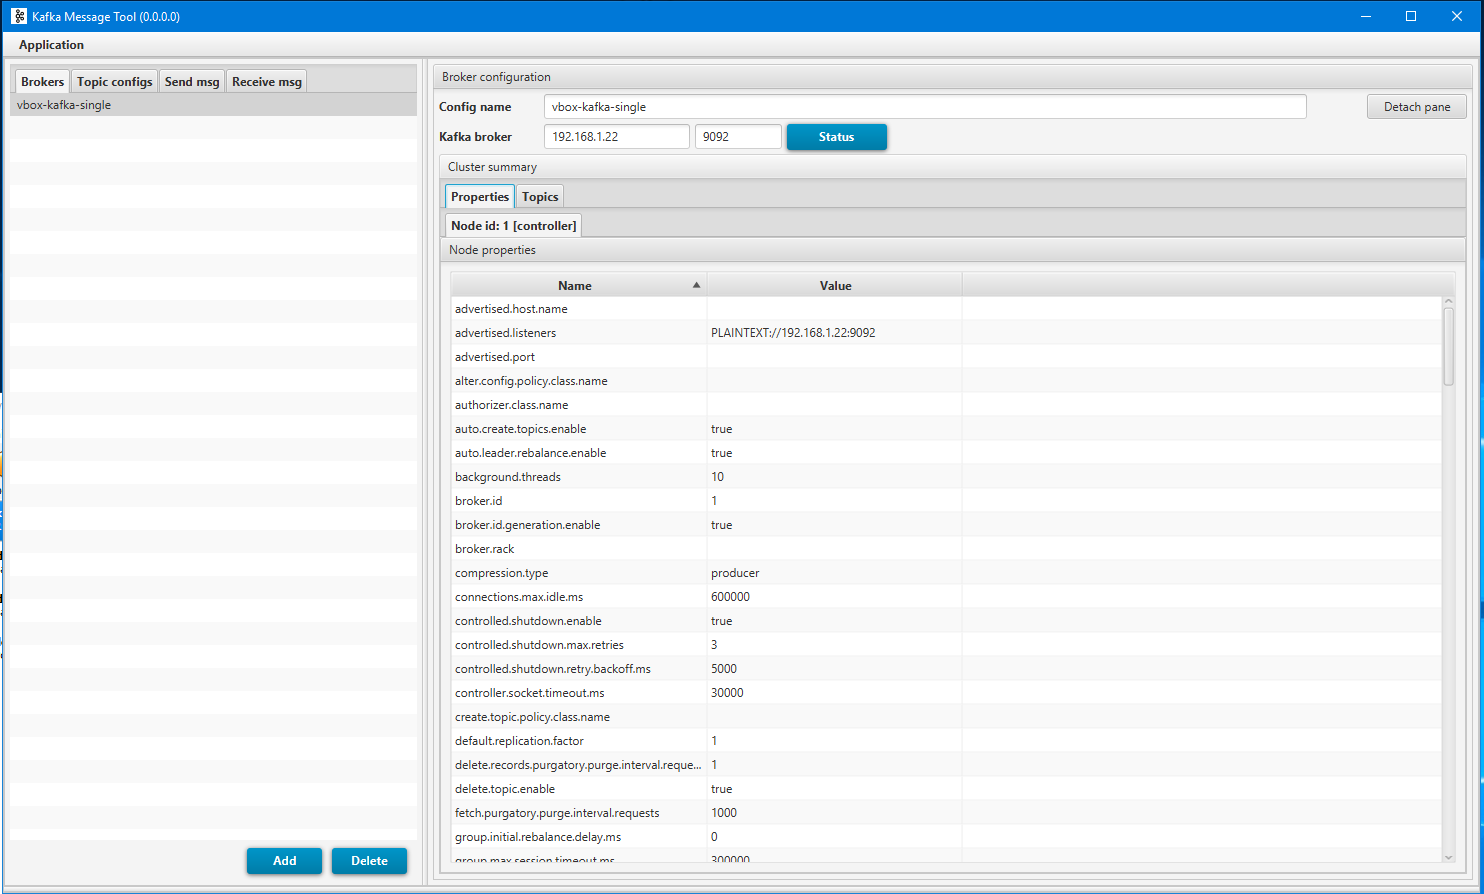 Kafka Message Tool (0.0.0.0)
Application
Brokers Topic configs Send msg Receive msg
vbox-kafka-single
Add Delete
Broker configuration
Config name vbox-kafka-single Detach pane
Kafka broker 192.168.1.22 9092 Status
Cluster summary
Properties Topics
Node id: 1 [controller]
Node properties
Name Value
advertised.host.name
advertised.listeners PLAINTEXT://192.168.1.22:9092
advertised.port
alter.config.policy.class.name
authorizer.class.name
auto.create.topics.enable true
auto.leader.rebalance.enable true
background.threads 10
broker.id 1
broker.id.generation.enable true
broker.rack
compression.type producer
connections.max.idle.ms 600000
controlled.shutdown.enable true
controlled.shutdown.max.retries 3
controlled.shutdown.retry.backoff.ms 5000
controller.socket.timeout.ms 30000
create.topic.policy.class.name
default.replication.factor 1
delete.records.purgatory.purge.interval.reque... 1
delete.topic.enable true
fetch.purgatory.purge.interval.requests 1000
group.initial.rebalance.delay.ms 0
group.max.session.timeout.ms 300000